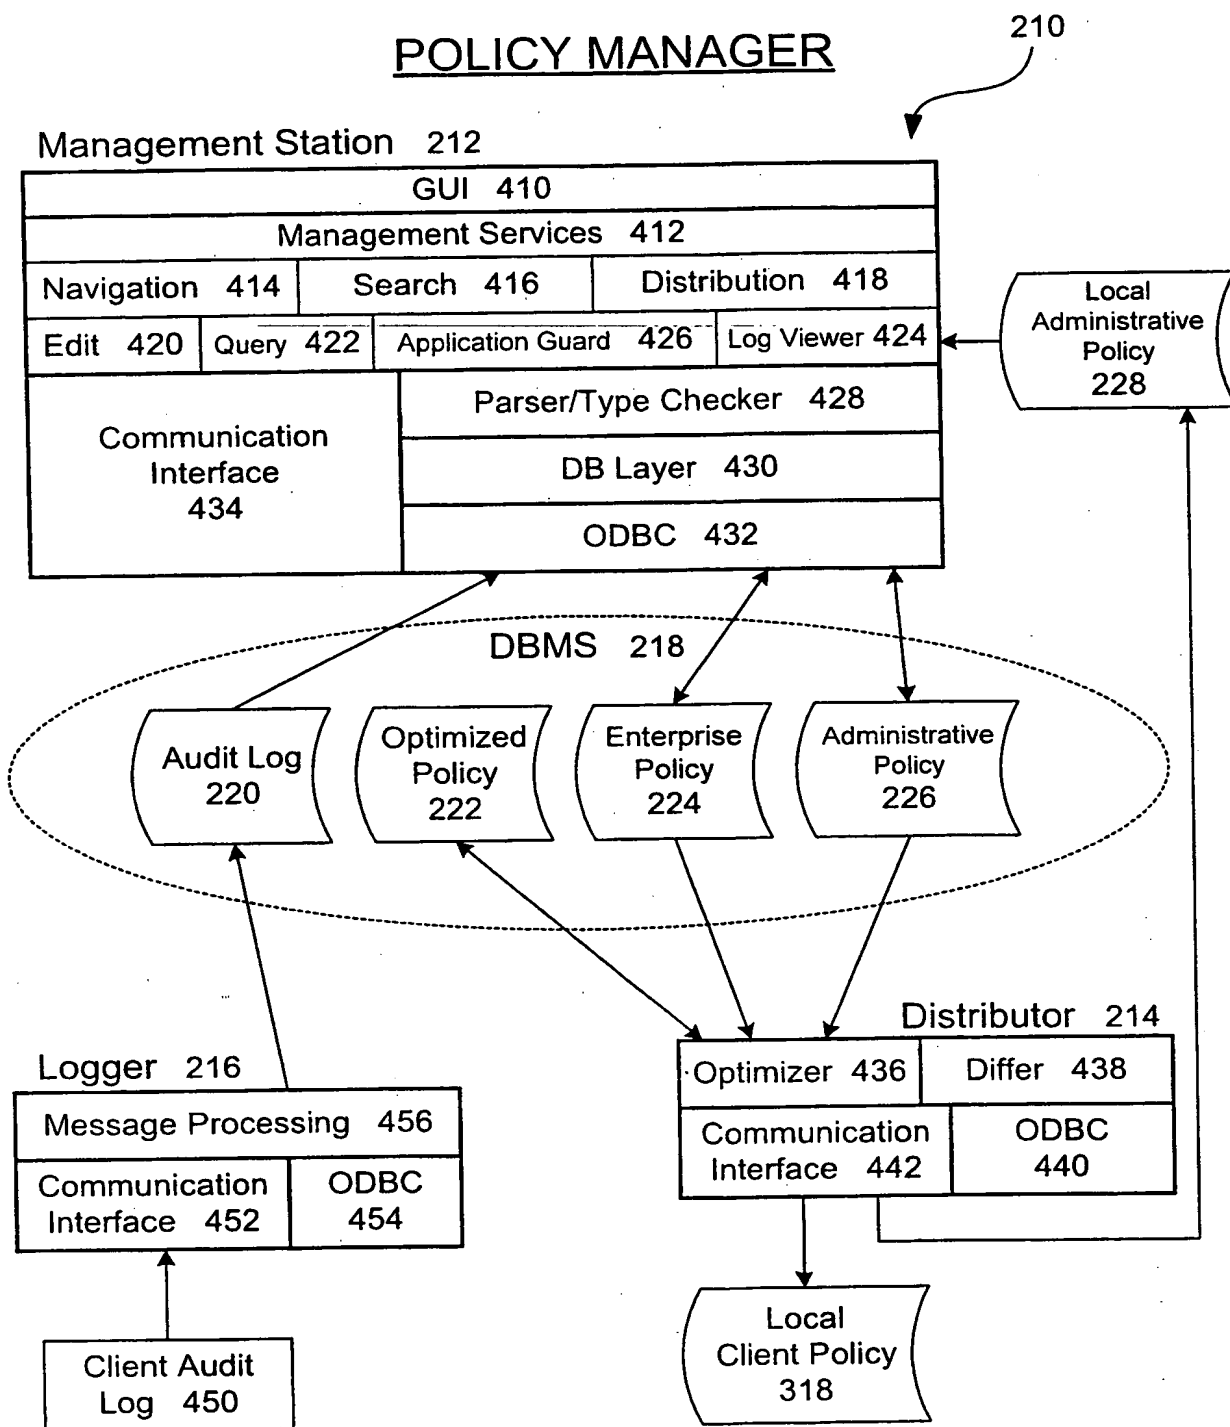 POLICY MANAGER
210
Management Station 212
GUI 410
Management Services 412
Navigation 414
Search 416
Distribution 418
Edit 420
Query 422
Application Guard 426
Log Viewer 424
Communication
Interface
434
Parser/Type Checker 428
DB Layer 430
ODBC 432
Local
Administrative
Policy
228
DBMS 218
Audit Log
220
Optimized
Policy
222
Enterprise
Policy
224
Administrative
Policy
226
Logger 216
Message Processing 456
Communication
Interface 452
ODBC
454
Client Audit
Log 450
Distributor 214
Optimizer 436
Differ 438
Communication
Interface 442
ODBC
440
Local
Client Policy
318